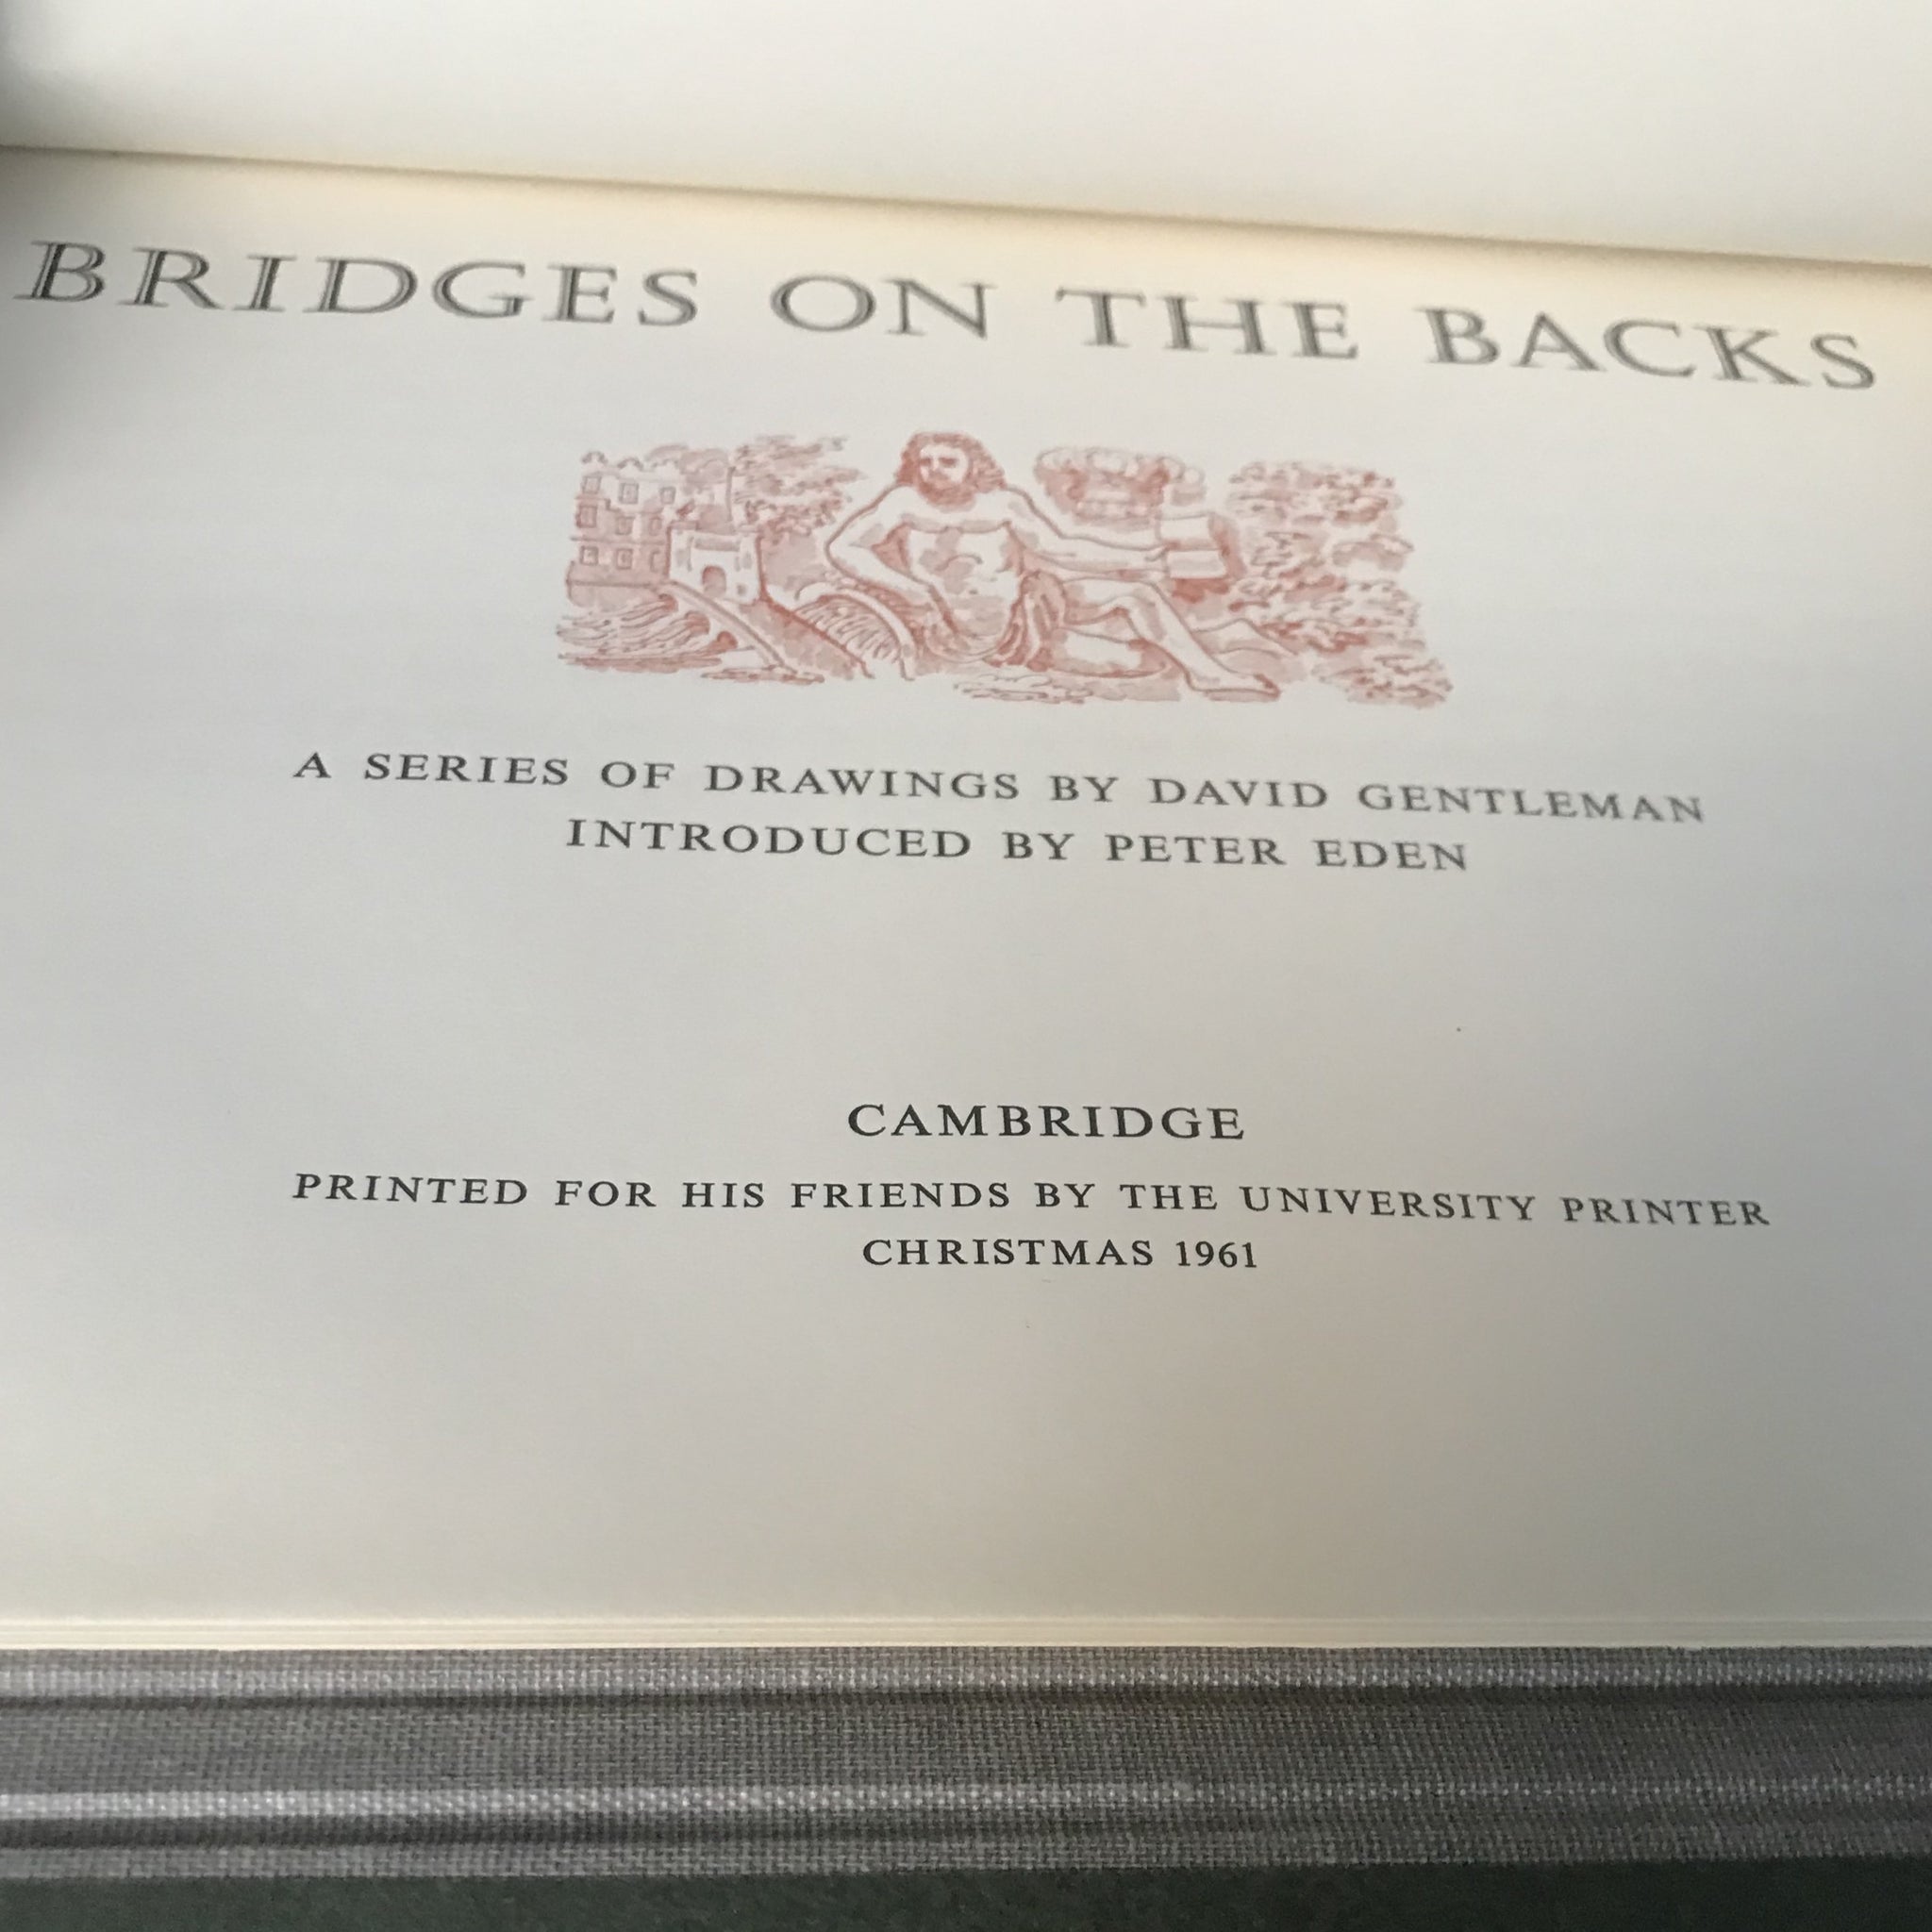 BRIDGES ON THE BACKS
A SERIES OF DRAWINGS BY DAVID GENTLEMAN
INTRODUCED BY PETER EDEN
CAMBRIDGE
PRINTED FOR HIS FRIENDS BY THE UNIVERSITY PRINTER
CHRISTMAS 1961